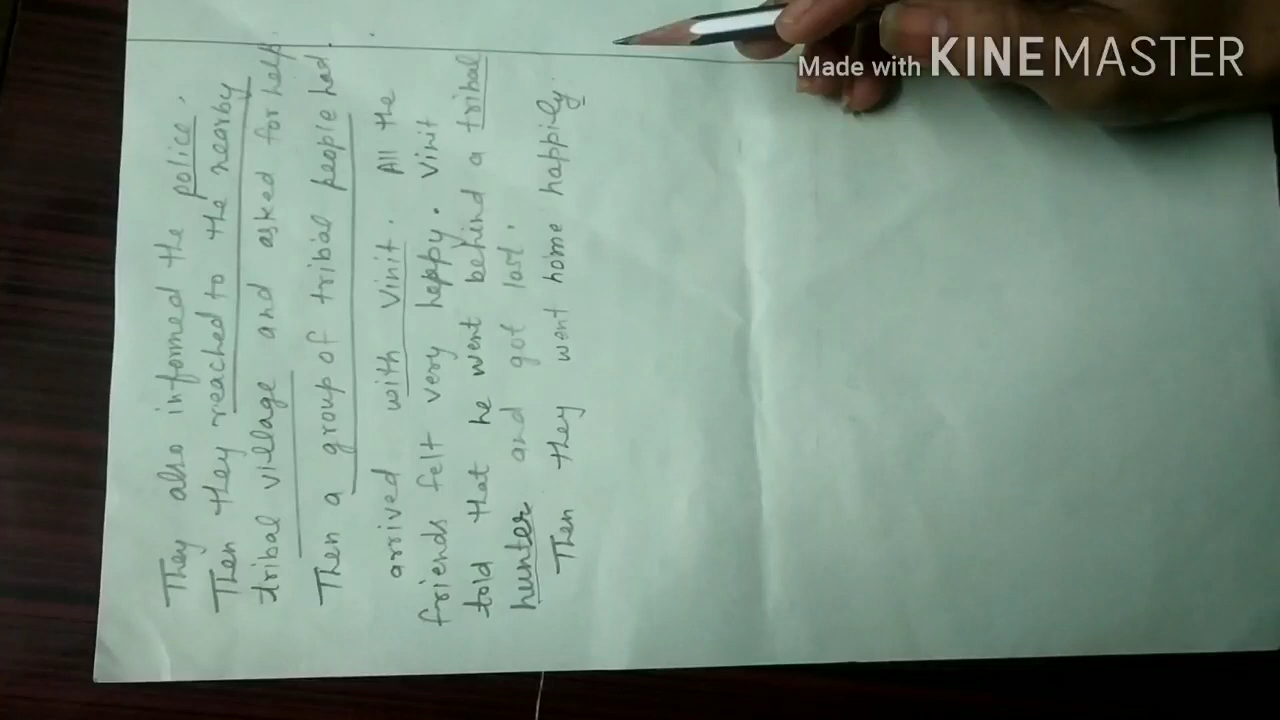 They also informed the police.
Then they reached to the nearby
tribal village and asked for help.
Then a group of tribal people had
arrived with Vinit. All the
friends felt very happy. Vinit
told that he went behind a tribal
hunter and got lost.
Then they went home happily.
Made with KINEMASTER